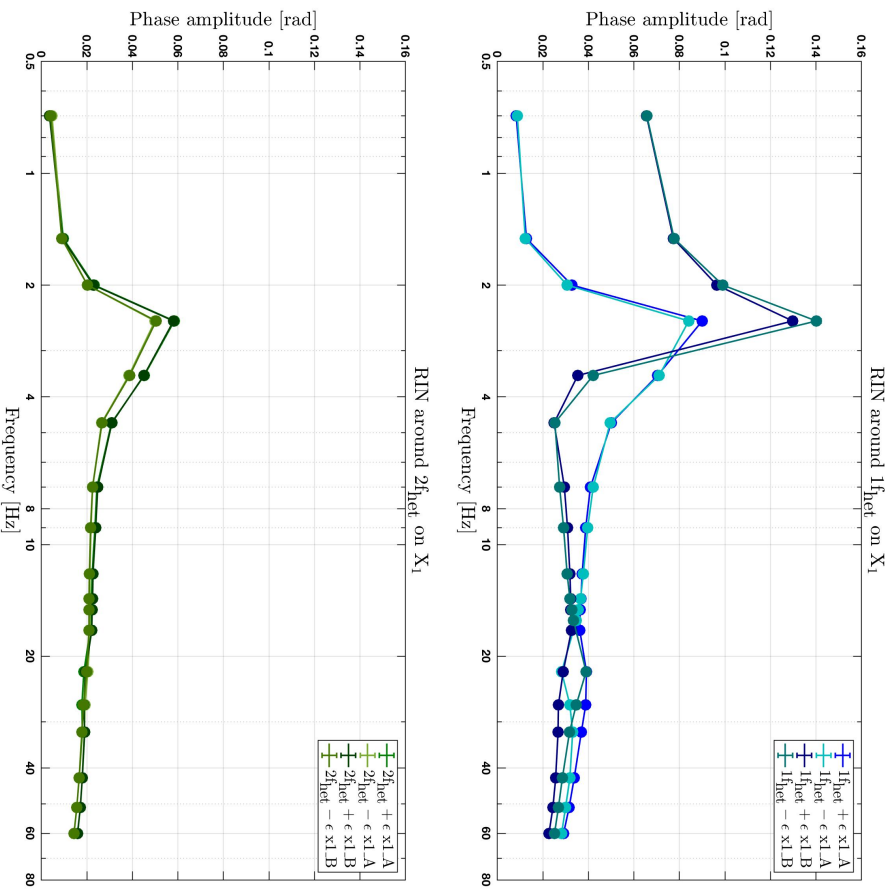 RIN around 1f_het on X_1
Phase amplitude [rad]
0.16
0.14
0.12
0.1
0.08
0.06
0.04
0.02
0
0.5
1
2
4
8
10
20
40
60
80
Frequency [Hz]
1f_het + ϵ x1_A
1f_het − ϵ x1_A
1f_het + ϵ x1_B
1f_het − ϵ x1_B
RIN around 2f_het on X_1
Phase amplitude [rad]
0.16
0.14
0.12
0.1
0.08
0.06
0.04
0.02
0
0.5
1
2
4
8
10
20
40
60
80
Frequency [Hz]
2f_het + ϵ x1_A
2f_het − ϵ x1_A
2f_het + ϵ x1_B
2f_het − ϵ x1_B